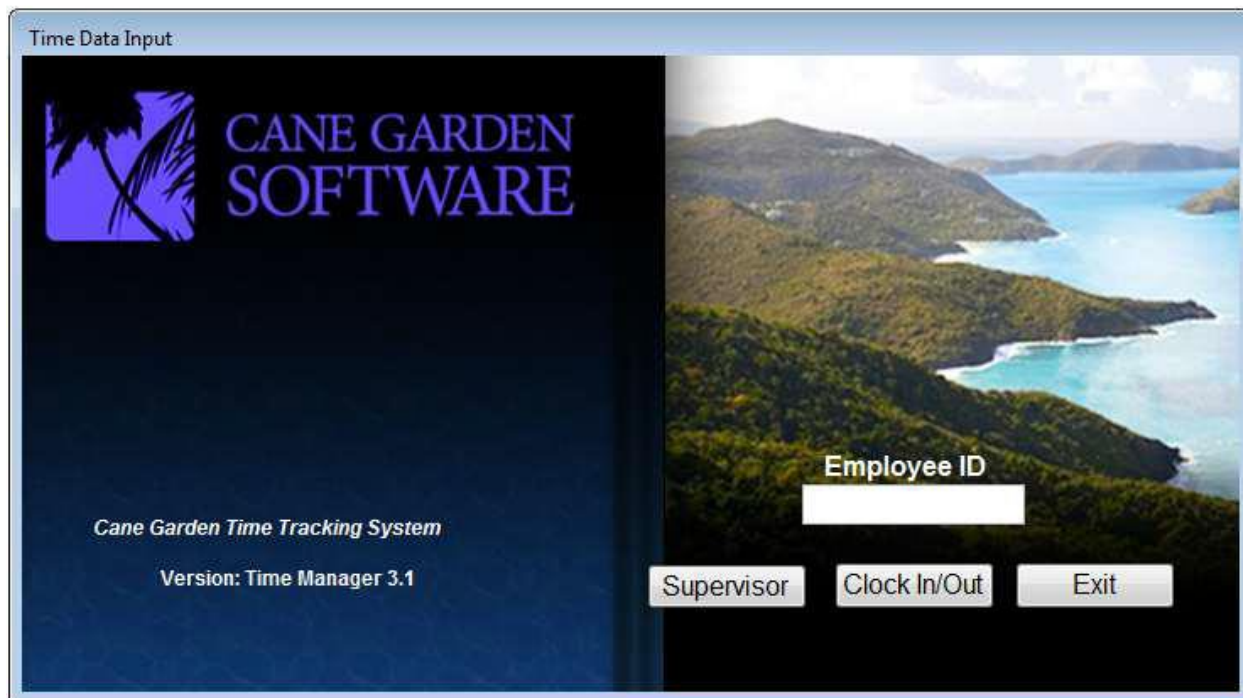 Time Data Input
CANE GARDEN
SOFTWARE
Employee ID
Cane Garden Time Tracking System
Version: Time Manager 3.1
Supervisor
Clock In/Out
Exit